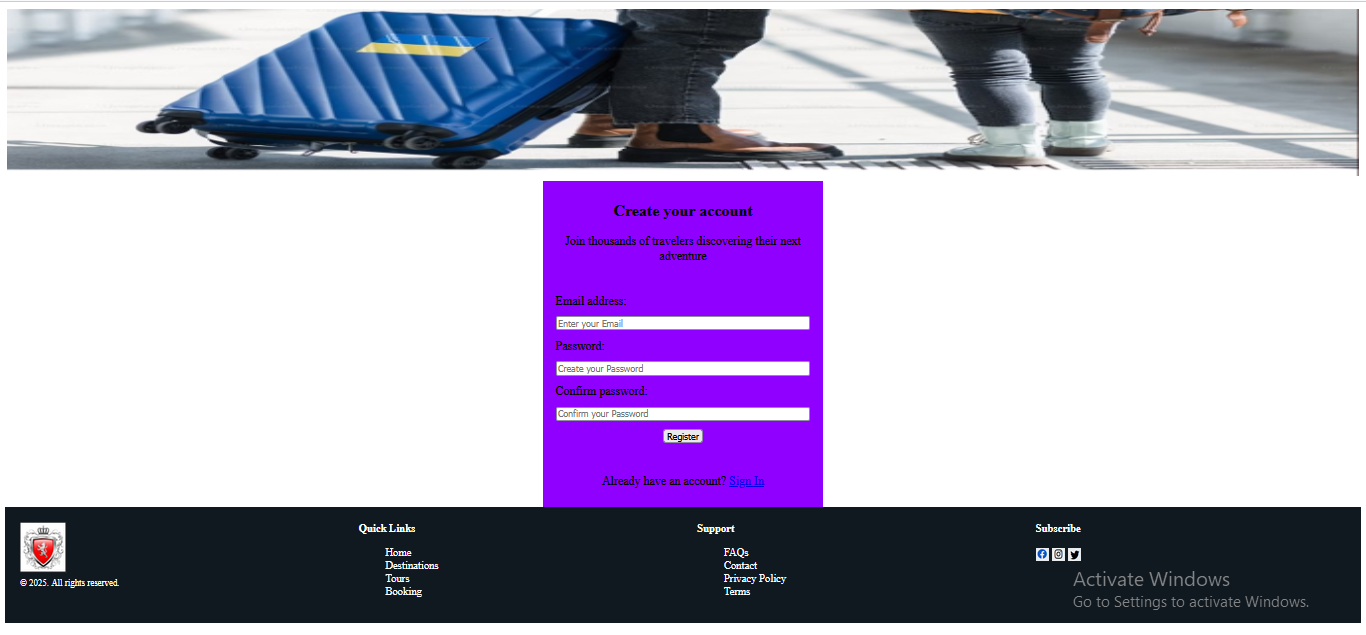 Create your account
Join thousands of travelers discovering their next
adventure
Email address:
Enter your Email
Password:
Create your Password
Confirm password:
Confirm your Password
Register
Already have an account? Sign In
© 2025. All rights reserved.
Quick Links
Home
Destinations
Tours
Booking
Support
FAQs
Contact
Privacy Policy
Terms
Subscribe
Activate Windows
Go to Settings to activate Windows.